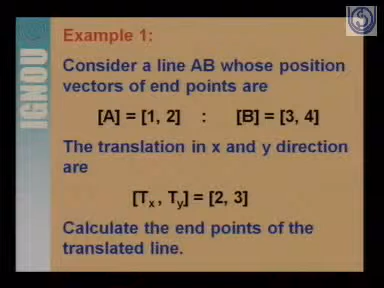 IGNOU
Example 1:
Consider a line AB whose position
vectors of end points are
[A] = [1, 2] : [B] = [3, 4]
The translation in x and y direction
are
[Tx , Ty] = [2, 3]
Calculate the end points of the
translated line.